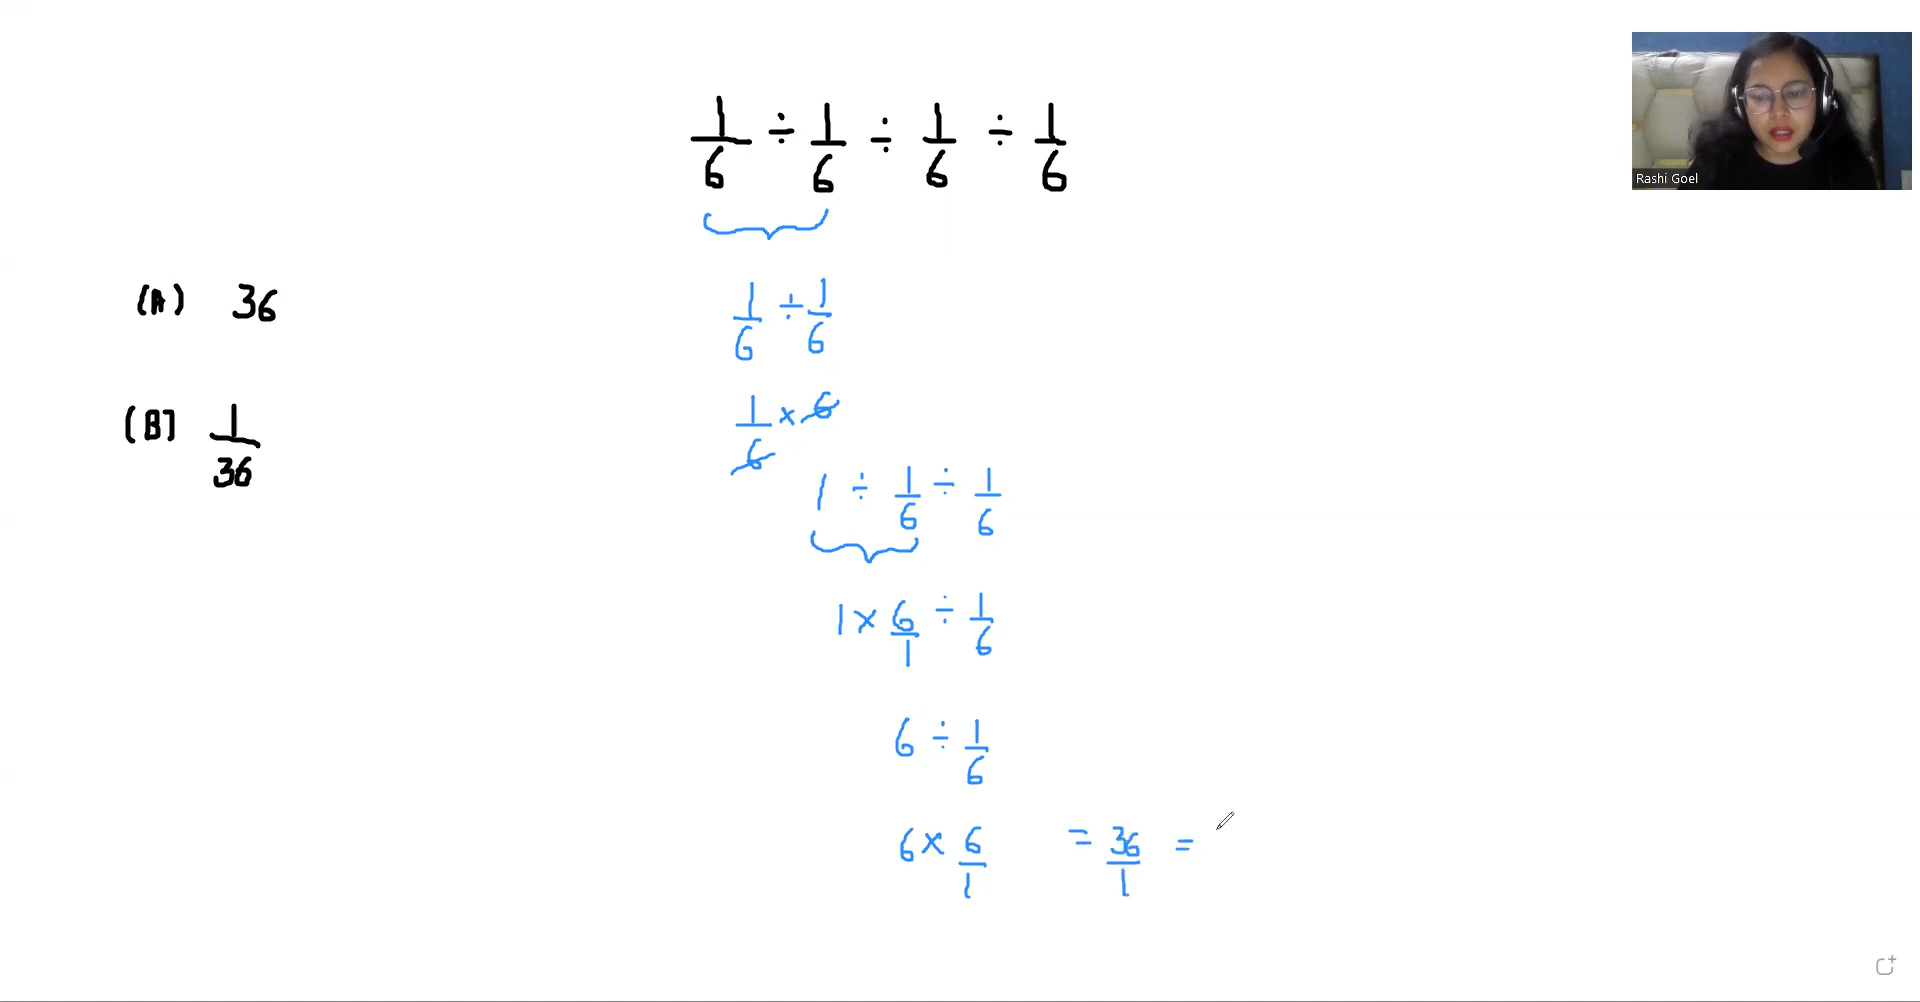 1/6 ÷ 1/6 ÷ 1/6 ÷ 1/6
Rashi Goel
(A) 36
(B) 1/36
1/6 ÷ 1/6
1/6 × 6
1 ÷ 1/6 ÷ 1/6
1 × 6/1 ÷ 1/6
6 ÷ 1/6
6 × 6/1 = 36/1 =